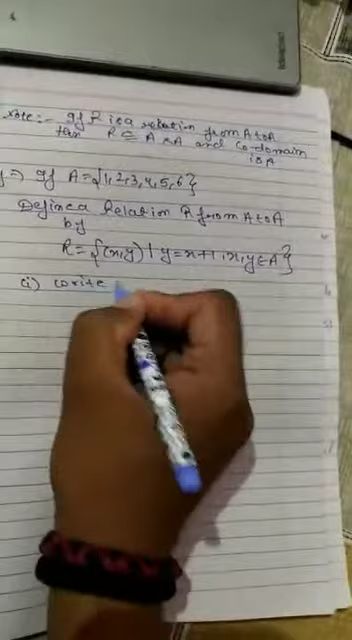 Note:- If R is a relation from A to A
then R ⊆ A×A and Co-domain
is A
⇒ If A = {1,2,3,4,5,6}
Define a Relation R from A to A
by
R = {(x,y) | y = x+1, x,y ∈ A}
(i) write